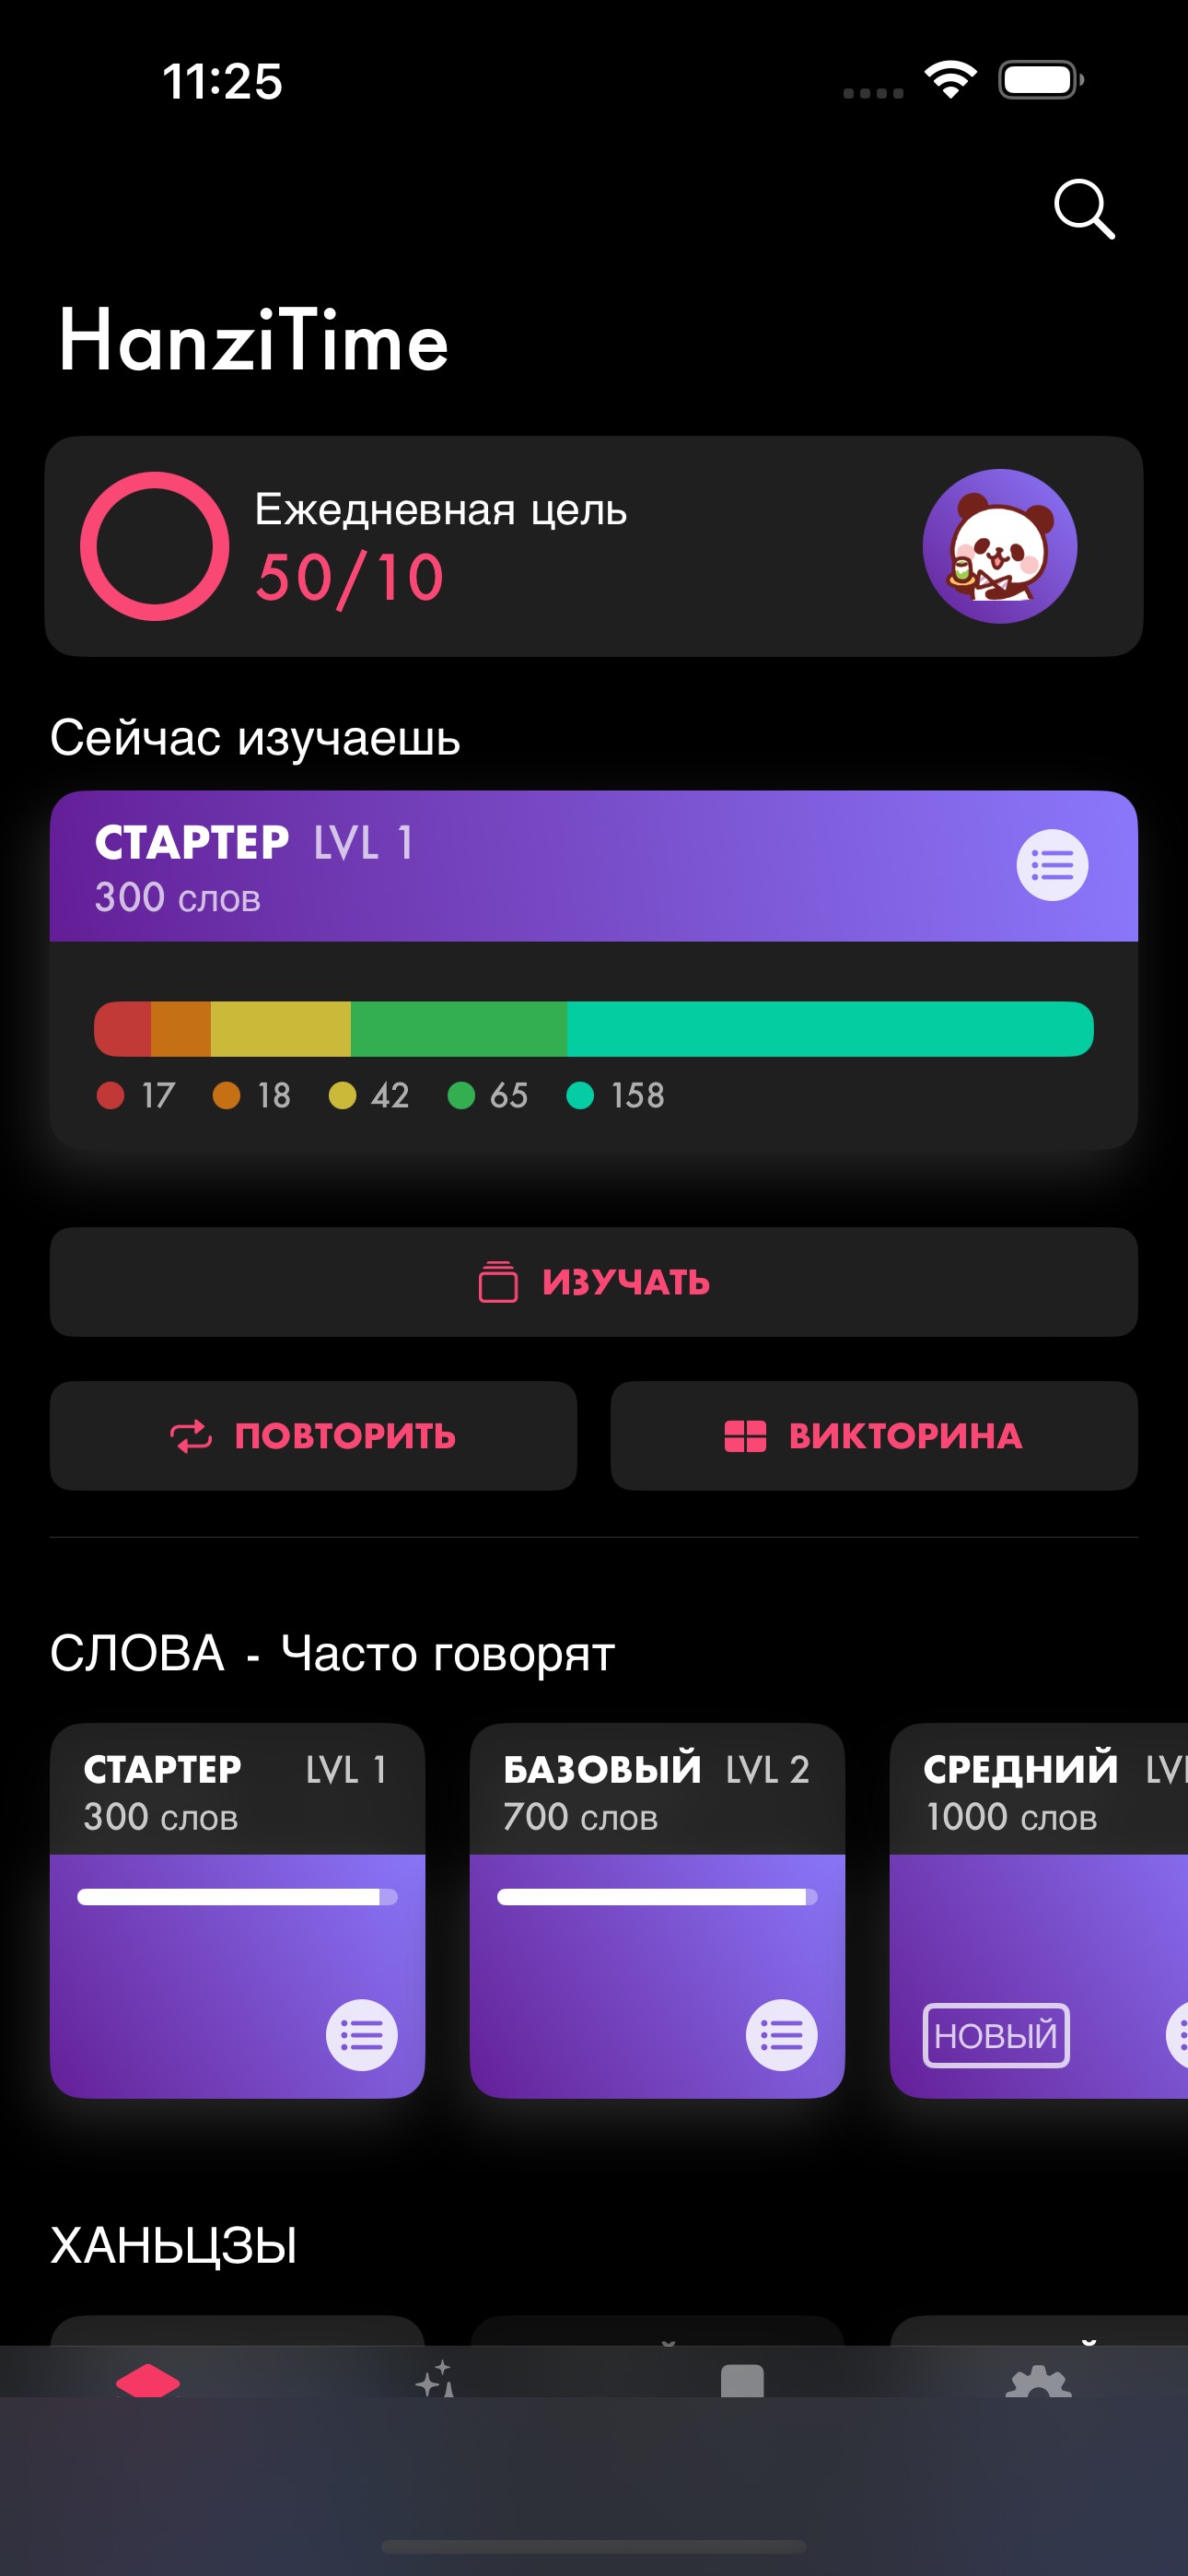 11:25
HanziTime
Ежедневная цель
50/10
Сейчас изучаешь
СТАРТЕР LVL 1
300 слов
17 18 42 65 158
ИЗУЧАТЬ
ПОВТОРИТЬ
ВИКТОРИНА
СЛОВА - Часто говорят
СТАРТЕР LVL 1
300 слов
БАЗОВЫЙ LVL 2
700 слов
СРЕДНИЙ
1000 слов
НОВЫЙ
ХАНЬЦЗЫ